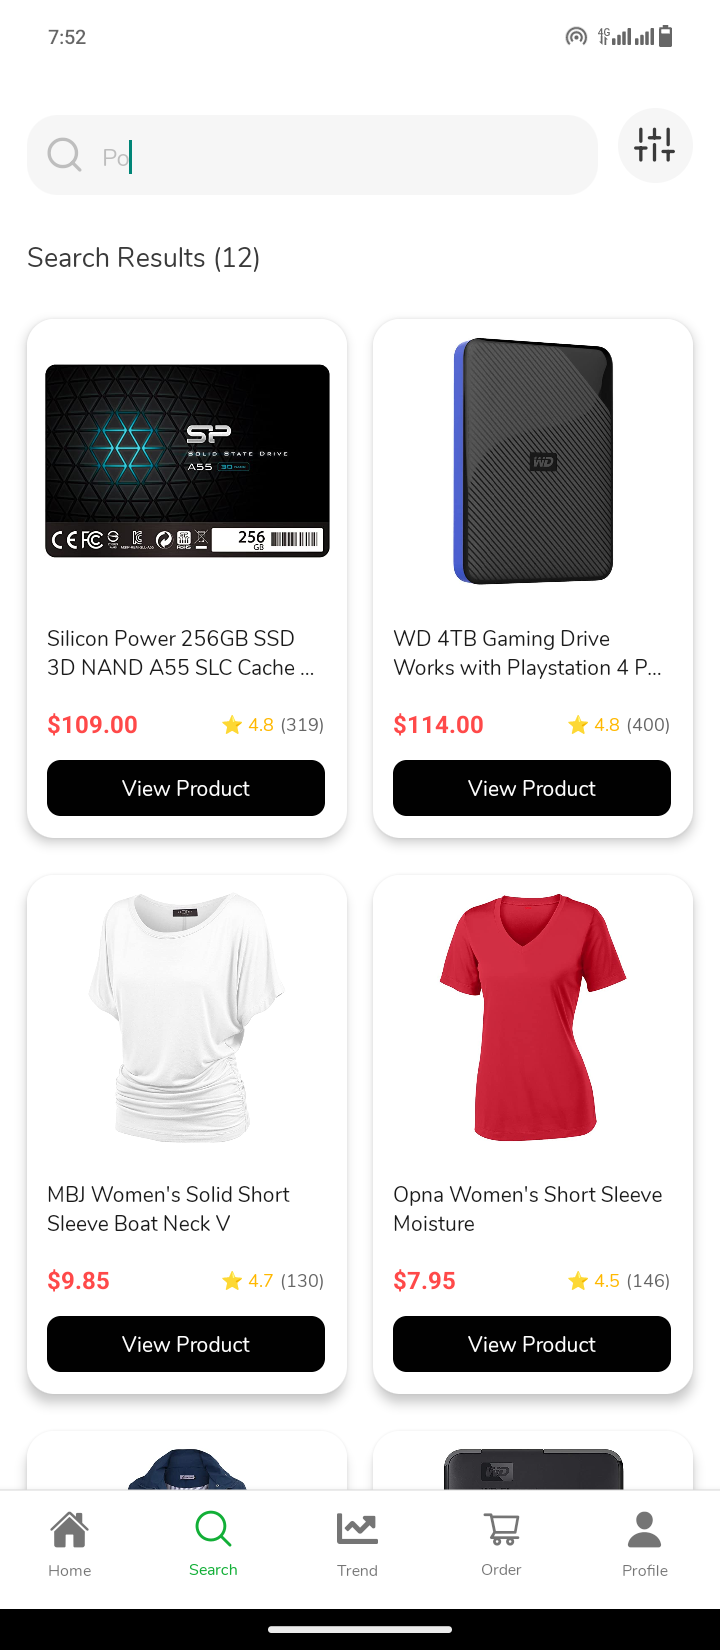 7:52
4G
Po
Search Results (12)
SP
SOLID STATE DRIVE
A55 3D NAND
256
GB
WD
Silicon Power 256GB SSD
3D NAND A55 SLC Cache ...
WD 4TB Gaming Drive
Works with Playstation 4 P...
$109.00
4.8 (319)
$114.00
4.8 (400)
View Product
View Product
MBJ Women's Solid Short
Sleeve Boat Neck V
Opna Women's Short Sleeve
Moisture
$9.85
4.7 (130)
$7.95
4.5 (146)
View Product
View Product
WD
Home
Search
Trend
Order
Profile